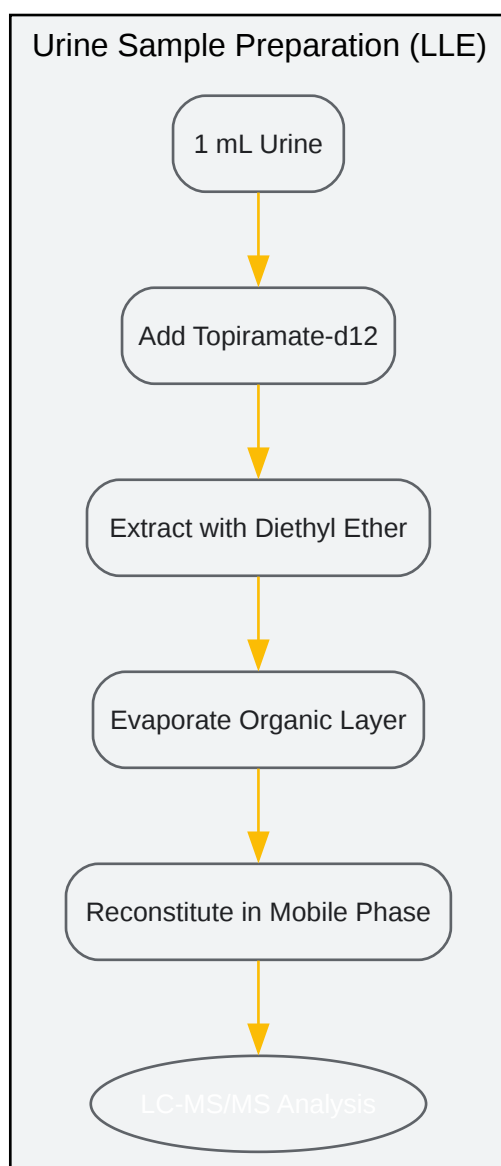 Urine Sample Preparation (LLE)
1 mL Urine
Add Topiramate-d12
Extract with Diethyl Ether
Evaporate Organic Layer
Reconstitute in Mobile Phase
LC-MS/MS Analysis